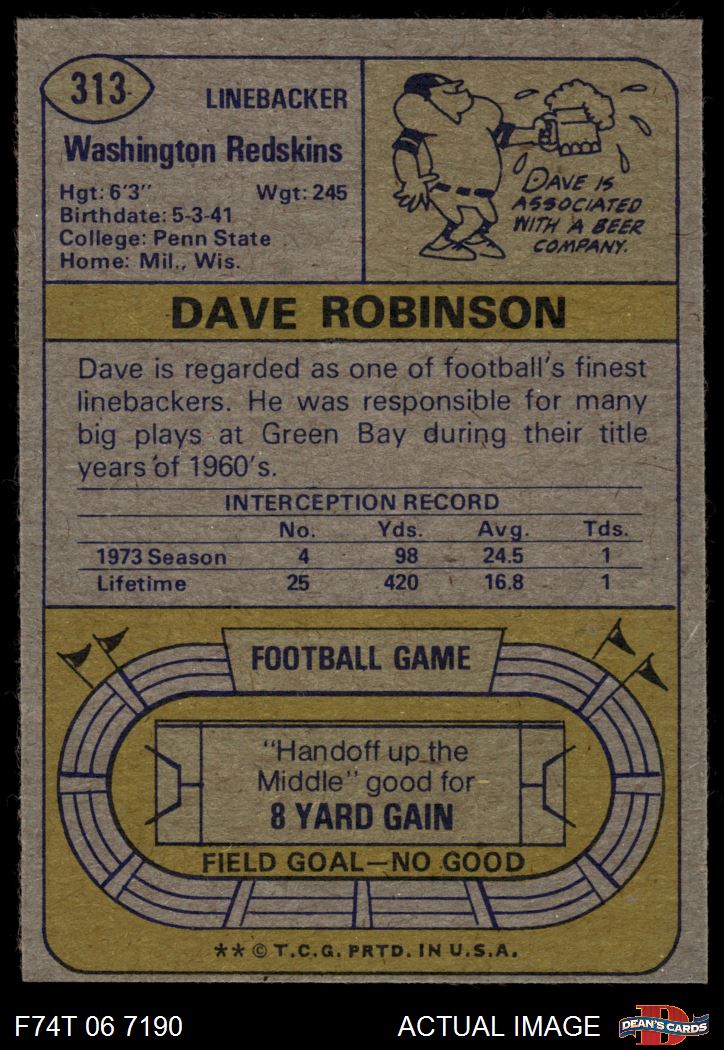 313
LINEBACKER
Washington Redskins
Hgt: 6'3" Wgt: 245
Birthdate: 5-3-41
College: Penn State
Home: Mil., Wis.
DAVE IS
ASSOCIATED
WITH A BEER
COMPANY.
DAVE ROBINSON
Dave is regarded as one of football's finest
linebackers. He was responsible for many
big plays at Green Bay during their title
years of 1960's.
INTERCEPTION RECORD
No. Yds. Avg. Tds.
1973 Season 4 98 24.5 1
Lifetime 25 420 16.8 1
FOOTBALL GAME
"Handoff up the
Middle" good for
8 YARD GAIN
FIELD GOAL—NO GOOD
** © T.C.G. PRTD. IN U.S.A.
F74T 06 7190 ACTUAL IMAGE
D
DEAN'S CARDS